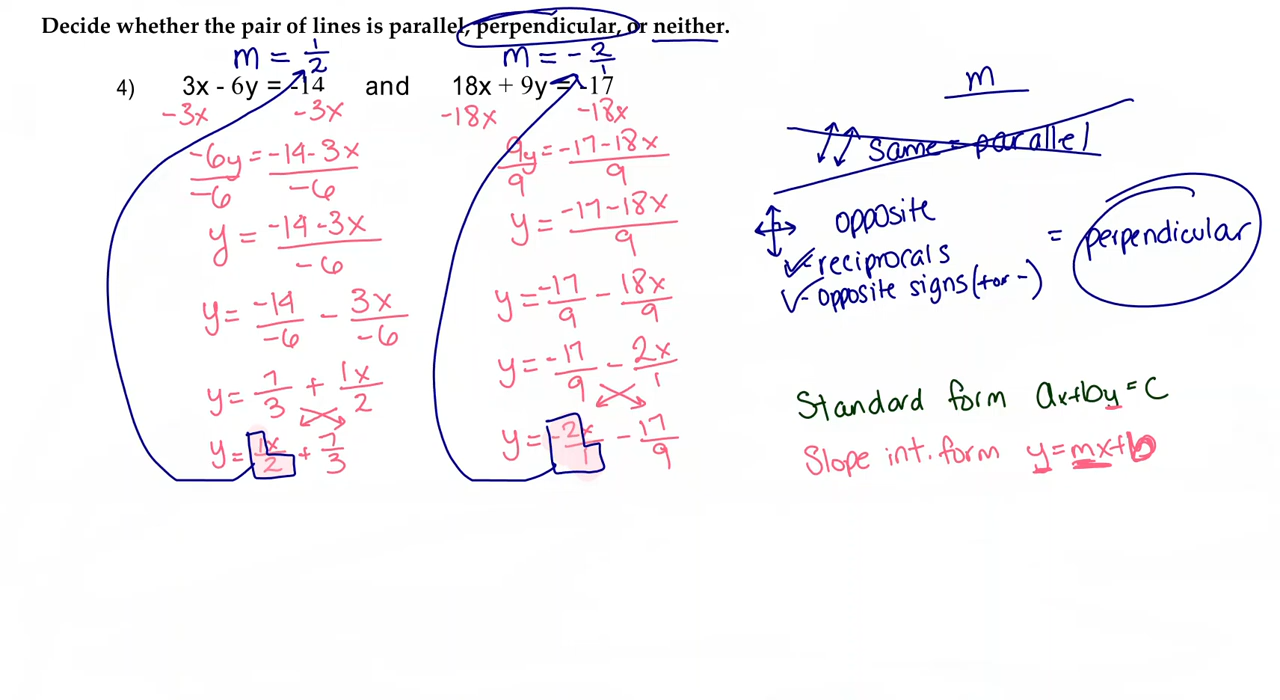 Decide whether the pair of lines is parallel, perpendicular, or neither.
m = 1/2
m = - 2/1
4) 3x - 6y = -14 and 18x + 9y = -17
-3x -3x
-6y/-6 = -14-3x/-6
y = -14-3x/-6
y = -14/-6 - 3x/-6
y = 7/3 + 1x/2
y = 1x/2 + 7/3
-18x -18x
9y/9 = -17-18x/9
y = -17-18x/9
y = -17/9 - 18x/9
y = -17/9 - 2x/1
y = -2x/1 - 17/9
m
Same = parallel
opposite
reciprocals
- opposite signs (+or -)
= perpendicular
Standard form ax+by = C
Slope int. form y = mx+b